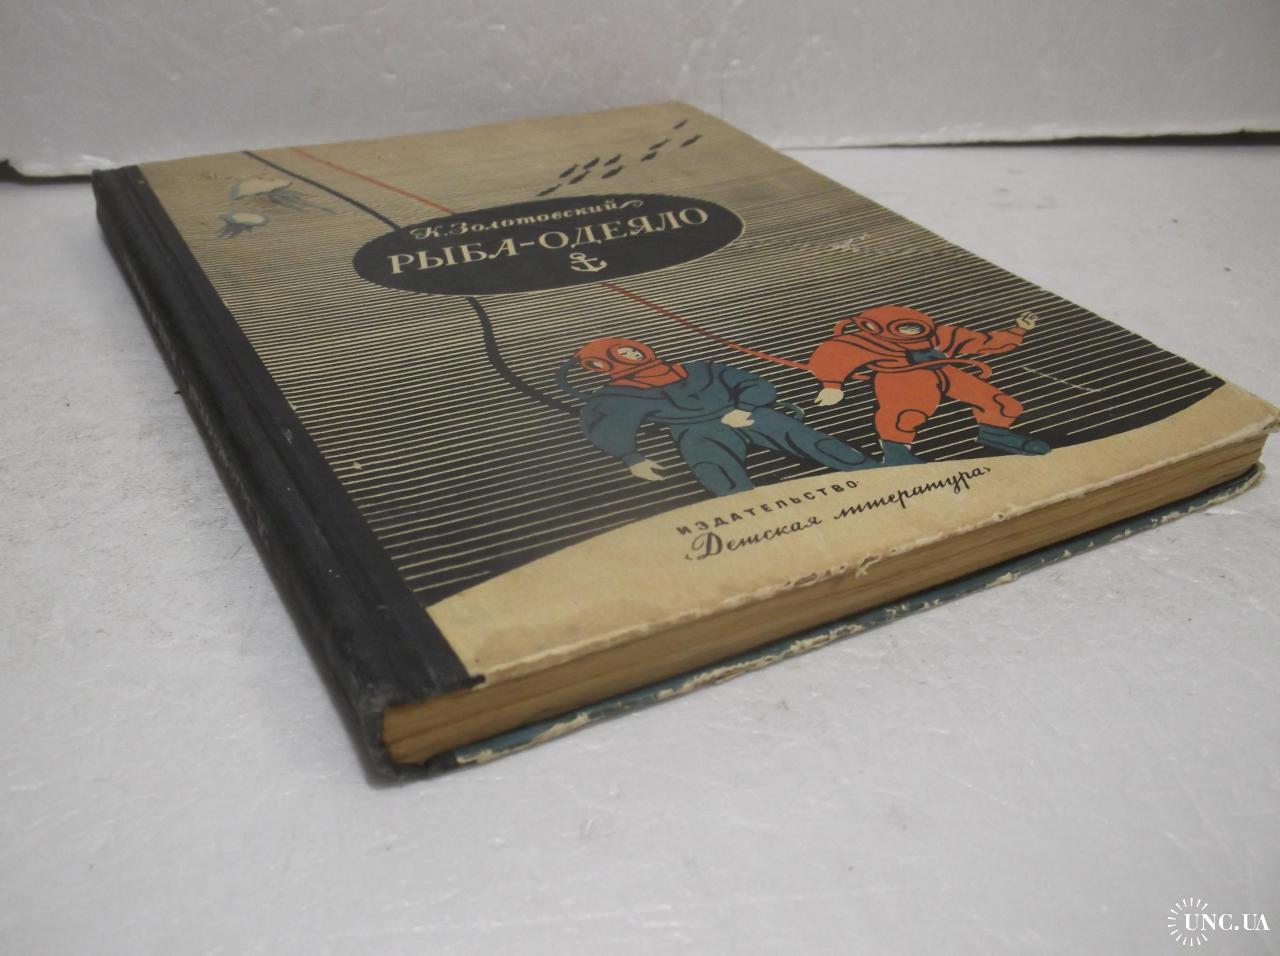 К. Золотовский
РЫБА-ОДЕЯЛО
ИЗДАТЕЛЬСТВО
‹Детская литература›
UNC.UA